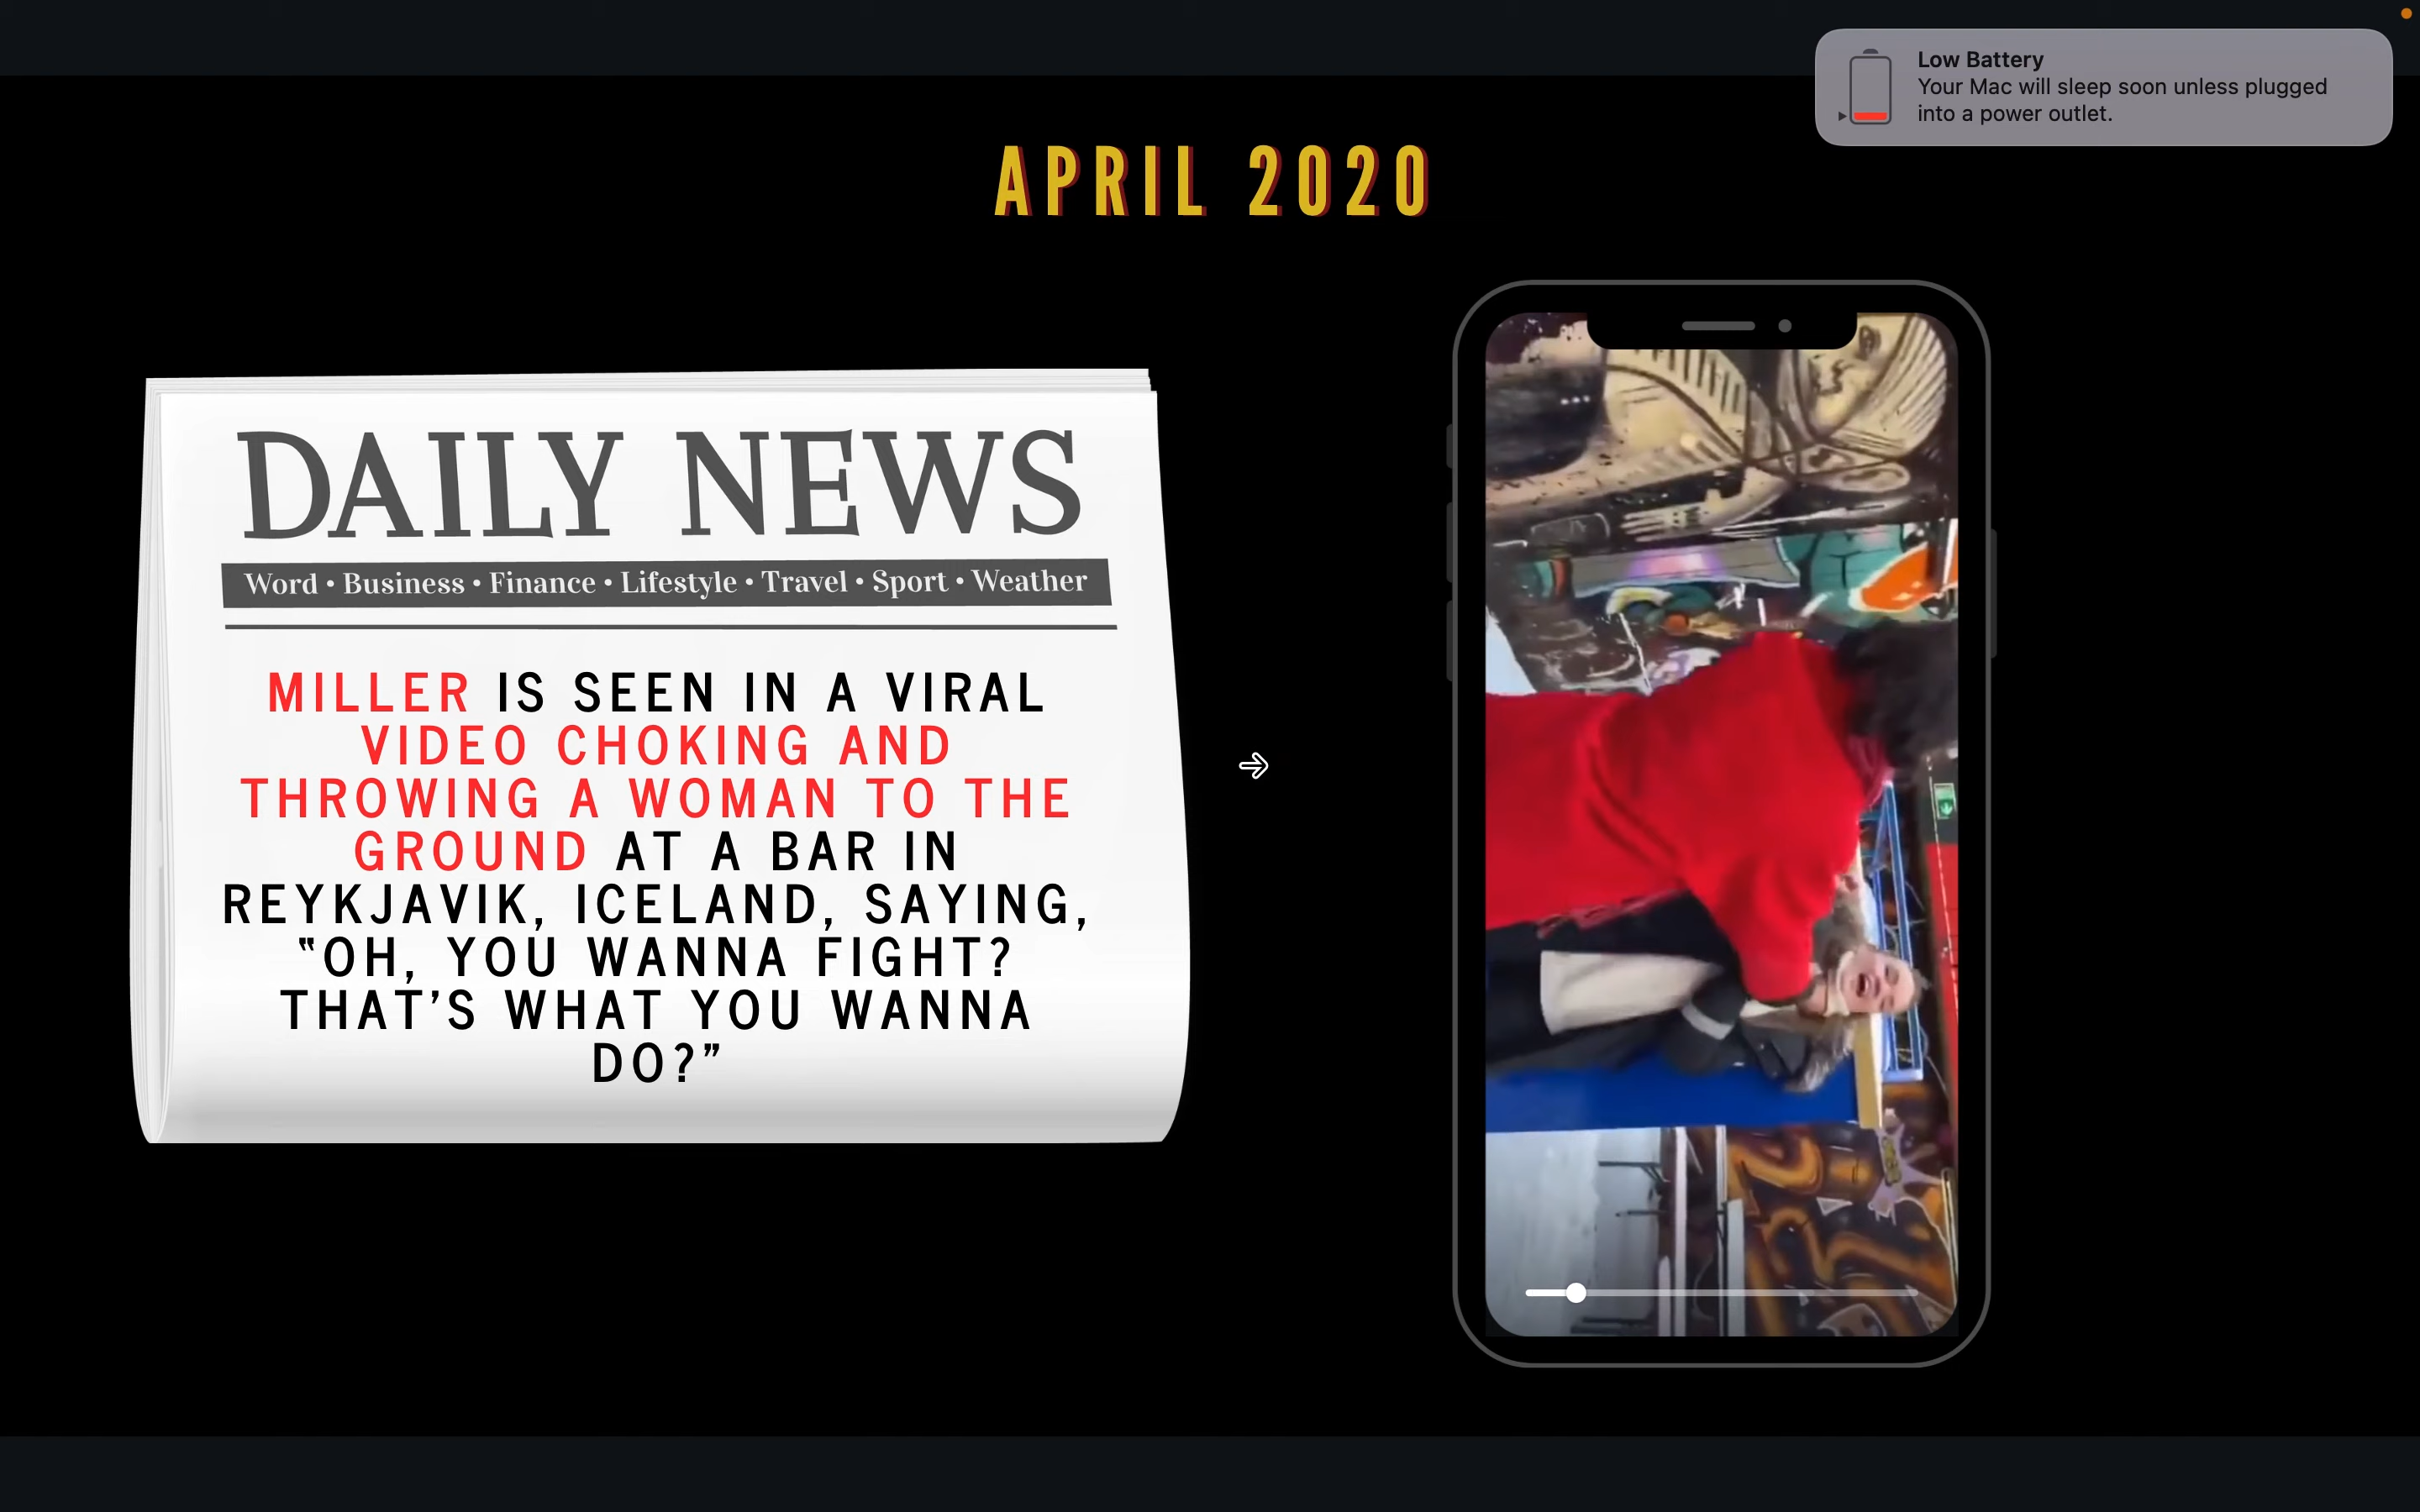 Low Battery
Your Mac will sleep soon unless plugged
into a power outlet.
APRIL 2020
DAILY NEWS
Word • Business • Finance • Lifestyle • Travel • Sport • Weather
MILLER IS SEEN IN A VIRAL
VIDEO CHOKING AND
THROWING A WOMAN TO THE
GROUND AT A BAR IN
REYKJAVIK, ICELAND, SAYING,
“OH, YOU WANNA FIGHT?
THAT’S WHAT YOU WANNA
DO?”